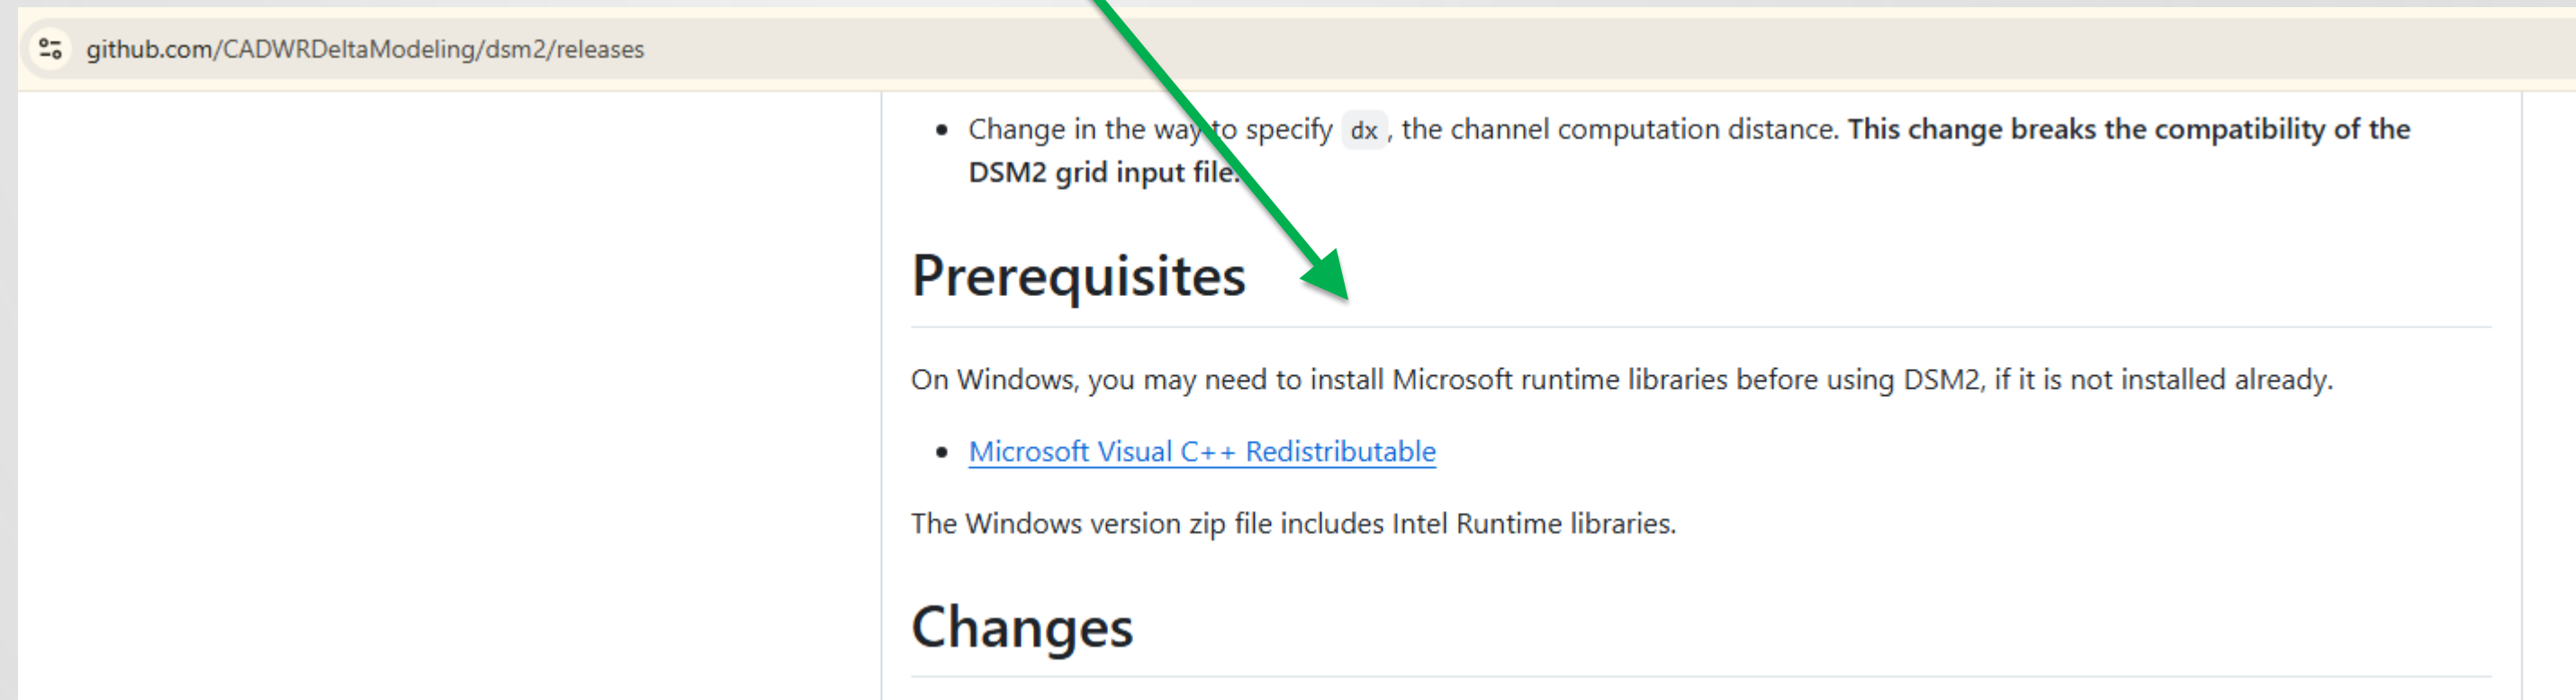 github.com/CADWRDeltaModeling/dsm2/releases
Change in the way to specify dx, the channel computation distance. This change breaks the compatibility of the
DSM2 grid input file.
Prerequisites
On Windows, you may need to install Microsoft runtime libraries before using DSM2, if it is not installed already.
Microsoft Visual C++ Redistributable
The Windows version zip file includes Intel Runtime libraries.
Changes